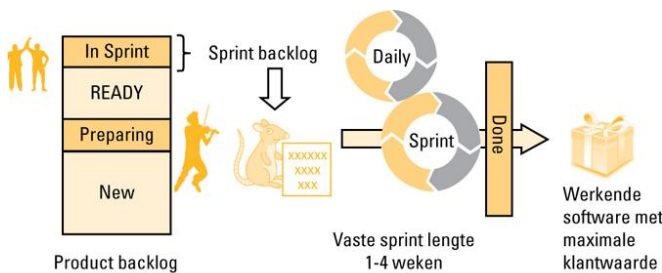 In Sprint
READY
Preparing
New
Product backlog
Sprint backlog
XXXXXX
XXXX
XXX
Daily
Sprint
Vaste sprint lengte
1-4 weken
Done
Werkende
software met
maximale
klantwaarde